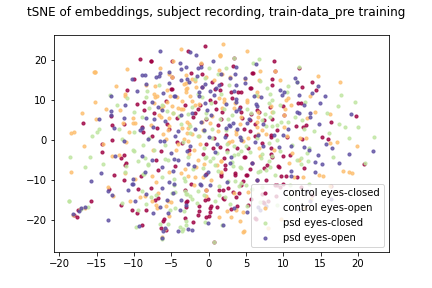 tSNE of embeddings, subject recording, train-data_pre training
20
10
0
−10
−20
−20 −15 −10 −5 0 5 10 15 20
control eyes-closed
control eyes-open
psd eyes-closed
psd eyes-open